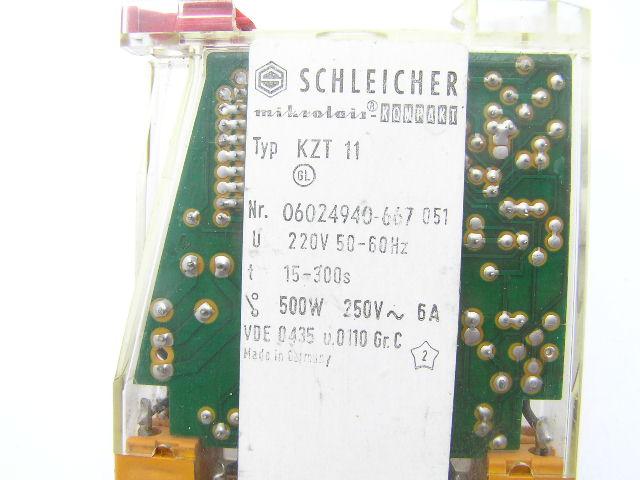 SCHLEICHER
mikrolais®-KOMPAKT
Typ KZT 11
GL
Nr. 06024940-667 051
U 220V 50-60Hz
t 15-300s
500W 250V~ 6A
VDE 0435 u.0110 Gr.C
Made in Germany
2